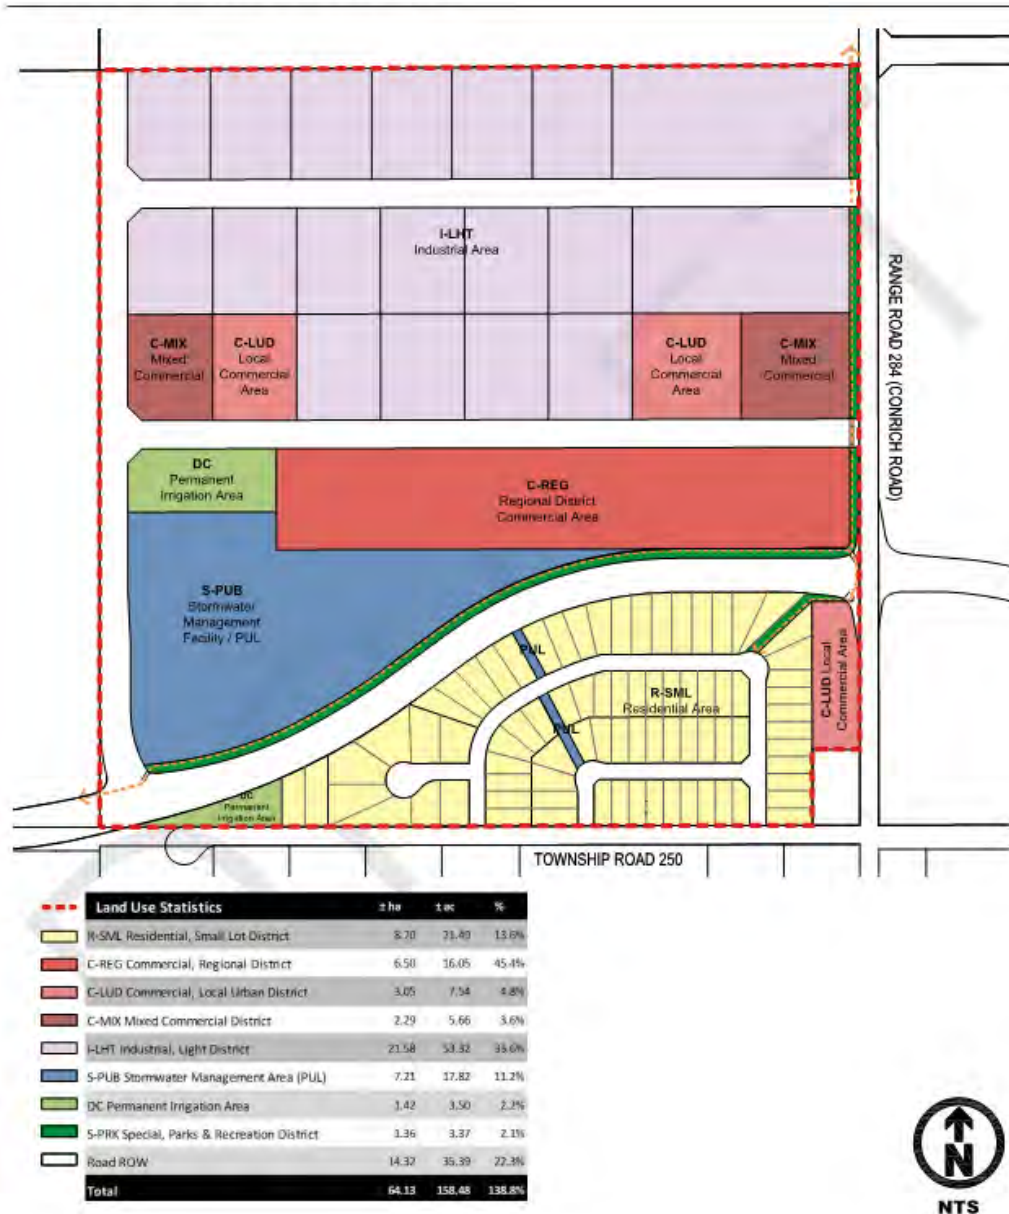 I-LHT
Industrial Area
C-MIX
Mixed
Commercial
C-LUD
Local
Commercial
Area
C-LUD
Local
Commercial
Area
C-MIX
Mixed
Commercial
RANGE ROAD 284 (CONRICH ROAD)
DC
Permanent
Irrigation Area
C-REG
Regional District
Commercial Area
S-PUB
Stormwater
Management
Facility / PUL
PUL
R-SML
Residential Area
PUL
C-LUD Local
Commercial Area
DC
Permanent
Irrigation Area
TOWNSHIP ROAD 250
Land Use Statistics ± ha ± ac %
R-SML Residential, Small Lot District 8.70 21.49 13.6%
C-REG Commercial, Regional District 6.50 16.05 45.4%
C-LUD Commercial, Local Urban District 3.05 7.54 4.8%
C-MIX Mixed Commercial District 2.29 5.66 3.6%
I-LHT Industrial, Light District 21.58 53.32 33.6%
S-PUB Stormwater Management Area (PUL) 7.21 17.82 11.2%
DC Permanent Irrigation Area 1.42 3.50 2.2%
S-PRK Special, Parks & Recreation District 1.36 3.37 2.1%
Road ROW 14.32 35.39 22.3%
Total 64.13 158.48 138.8%
N
NTS